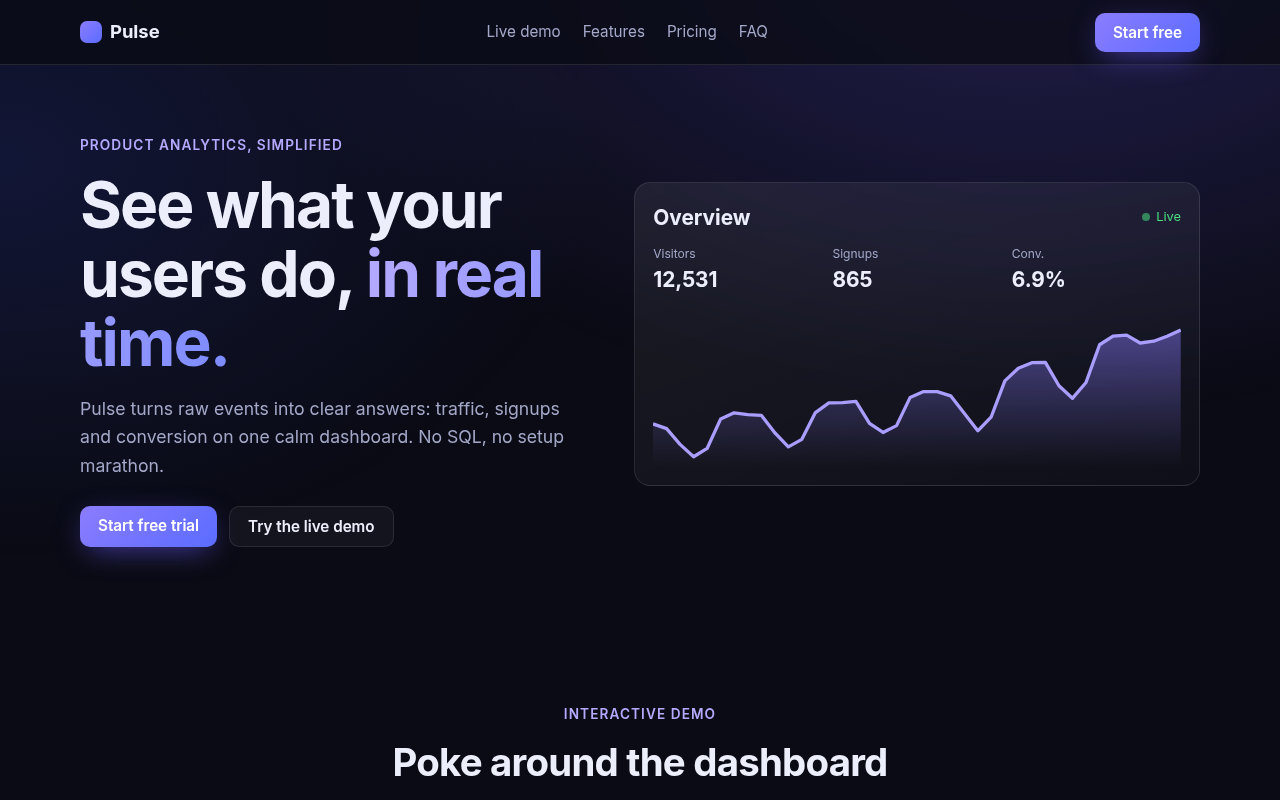 Pulse
Live demo
Features
Pricing
FAQ
Start free
PRODUCT ANALYTICS, SIMPLIFIED
See what your
users do, in real
time.
Pulse turns raw events into clear answers: traffic, signups
and conversion on one calm dashboard. No SQL, no setup
marathon.
Start free trial
Try the live demo
Overview
Live
Visitors
12,531
Signups
865
Conv.
6.9%
INTERACTIVE DEMO
Poke around the dashboard